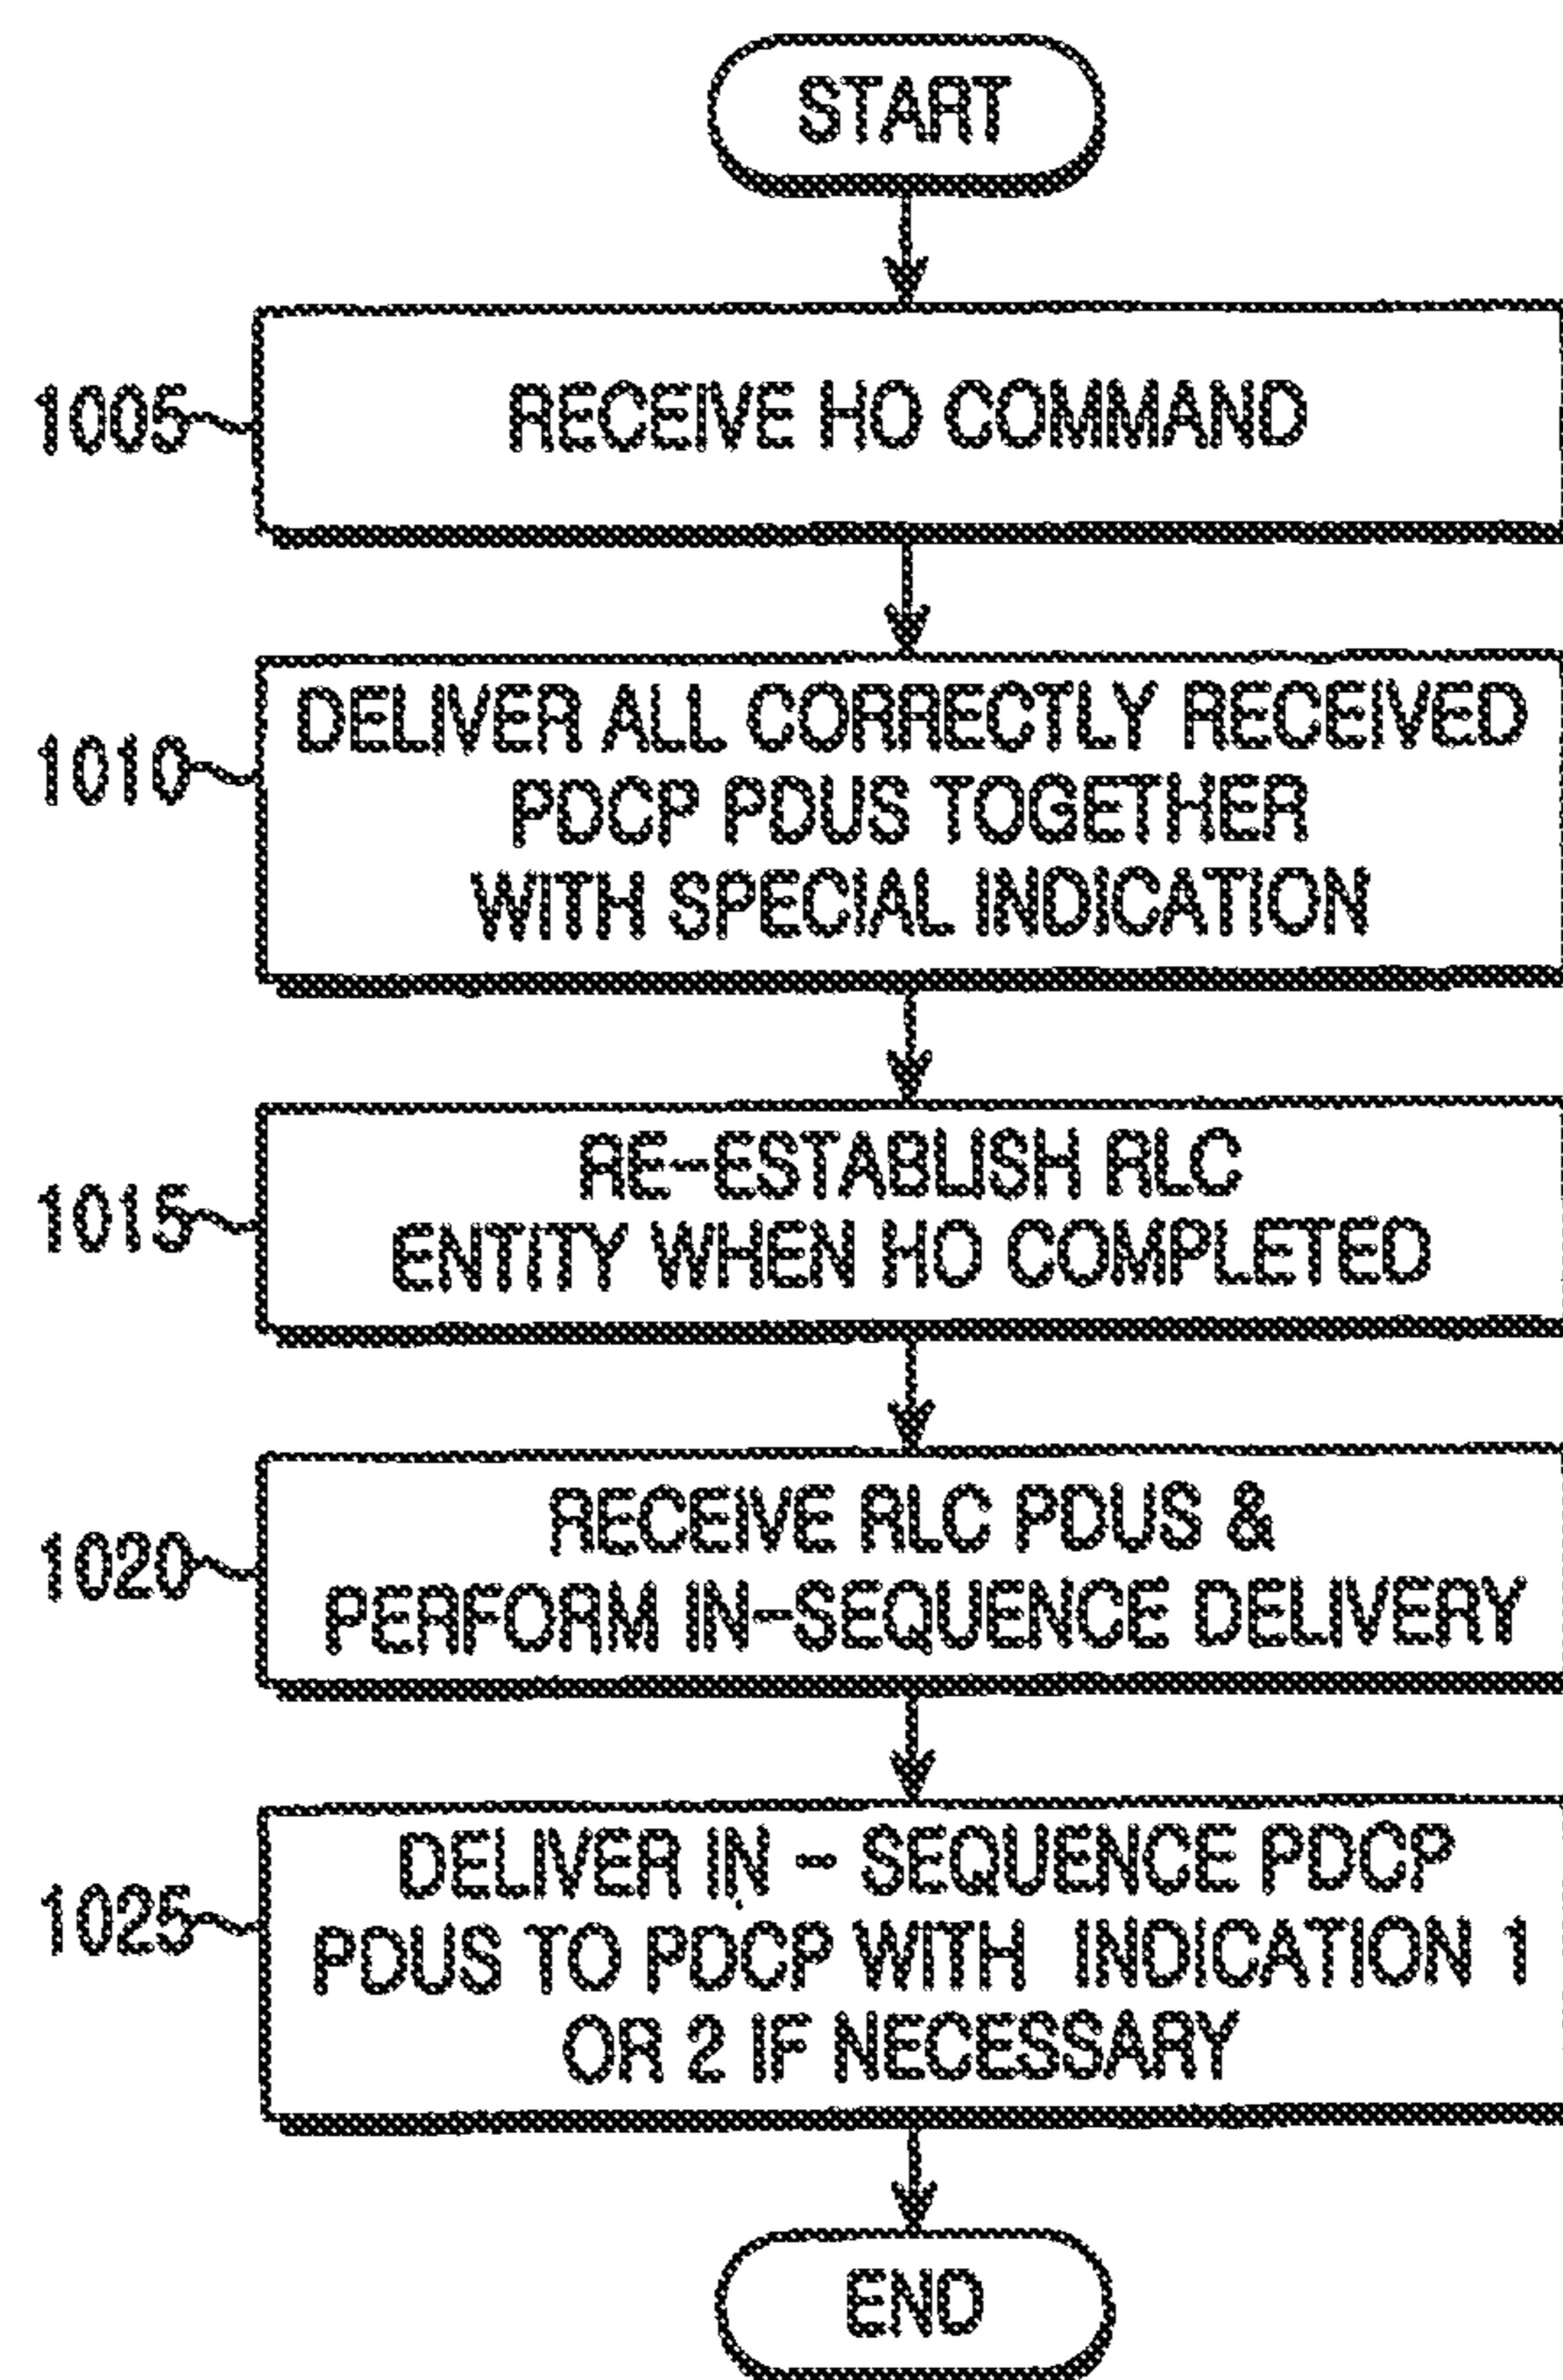 START
1005
RECEIVE HO COMMAND
1010
DELIVER ALL CORRECTLY RECEIVED
PDCP PDUS TOGETHER
WITH SPECIAL INDICATION
1015
RE-ESTABLISH RLC
ENTITY WHEN HO COMPLETED
1020
RECEIVE RLC PDUS &
PERFORM IN-SEQUENCE DELIVERY
1025
DELIVER IN - SEQUENCE PDCP
PDUS TO PDCP WITH INDICATION 1
OR 2 IF NECESSARY
END